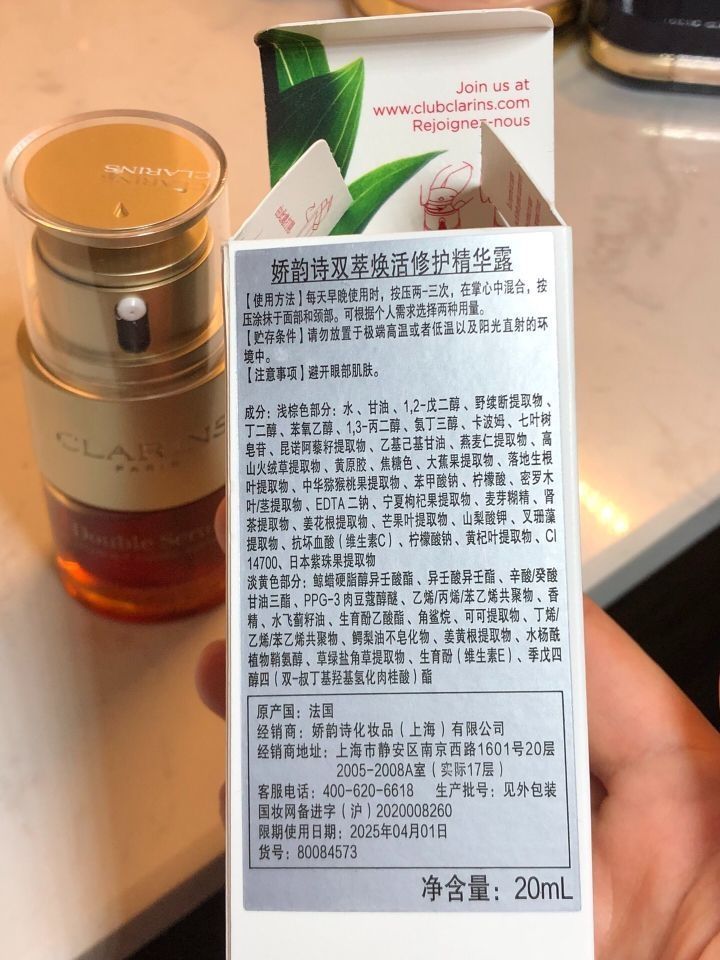 Join us at
www.clubclarins.com
Rejoignez-nous
CLARINS
CLARINS
PARIS
Double Serum
娇韵诗双萃焕活修护精华露
【使用方法】每天早晚使用时，按压两-三次，在掌心中混合，按
压涂抹于面部和颈部。可根据个人需求选择两种用量。
【贮存条件】请勿放置于极端高温或者低温以及阳光直射的环
境中。
【注意事项】避开眼部肌肤。
成分：浅棕色部分：水、甘油、1,2-戊二醇、野续断提取物、
丁二醇、苯氧乙醇、1,3-丙二醇、氨丁三醇、卡波姆、七叶树
皂苷、昆诺阿藜籽提取物、乙基己基甘油、燕麦仁提取物、高
山火绒草提取物、黄原胶、焦糖色、大蕉果提取物、落地生根
叶提取物、中华猕猴桃果提取物、苯甲酸钠、柠檬酸、密罗木
叶/茎提取物、EDTA二钠、宁夏枸杞果提取物、麦芽糊精、肾
茶提取物、姜花根提取物、芒果叶提取物、山梨酸钾、叉珊藻
提取物、抗坏血酸（维生素C）、柠檬酸钠、黄杞叶提取物、CI
14700、日本紫珠果提取物
淡黄色部分：鲸蜡硬脂醇异壬酸酯、异壬酸异壬酯、辛酸/癸酸
甘油三酯、PPG-3肉豆蔻醇醚、乙烯/丙烯/苯乙烯共聚物、香
精、水飞蓟籽油、生育酚乙酸酯、角鲨烷、可可提取物、丁烯/
乙烯/苯乙烯共聚物、鳄梨油不皂化物、姜黄根提取物、水杨酰
植物鞘氨醇、草绿盐角草提取物、生育酚（维生素E）、季戊四
醇四（双-叔丁基羟基氢化肉桂酸）酯
原产国：法国
经销商：娇韵诗化妆品（上海）有限公司
经销商地址：上海市静安区南京西路1601号20层
2005-2008A室（实际17层）
客服电话：400-620-6618 生产批号：见外包装
国妆网备进字（沪）2020008260
限期使用日期：2025年04月01日
货号：80084573
净含量：20mL